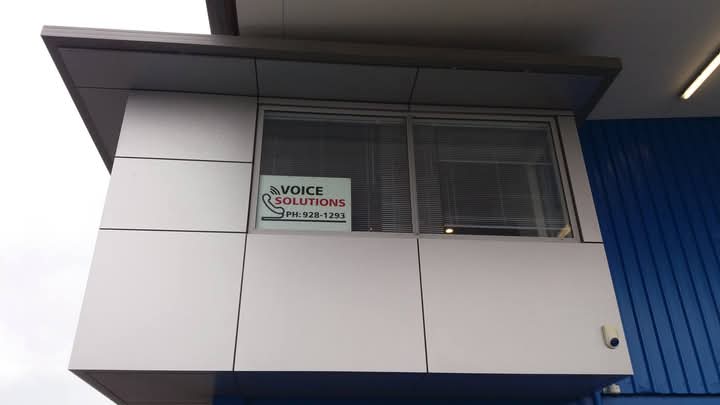 VOICE
SOLUTIONS
PH: 928-1293